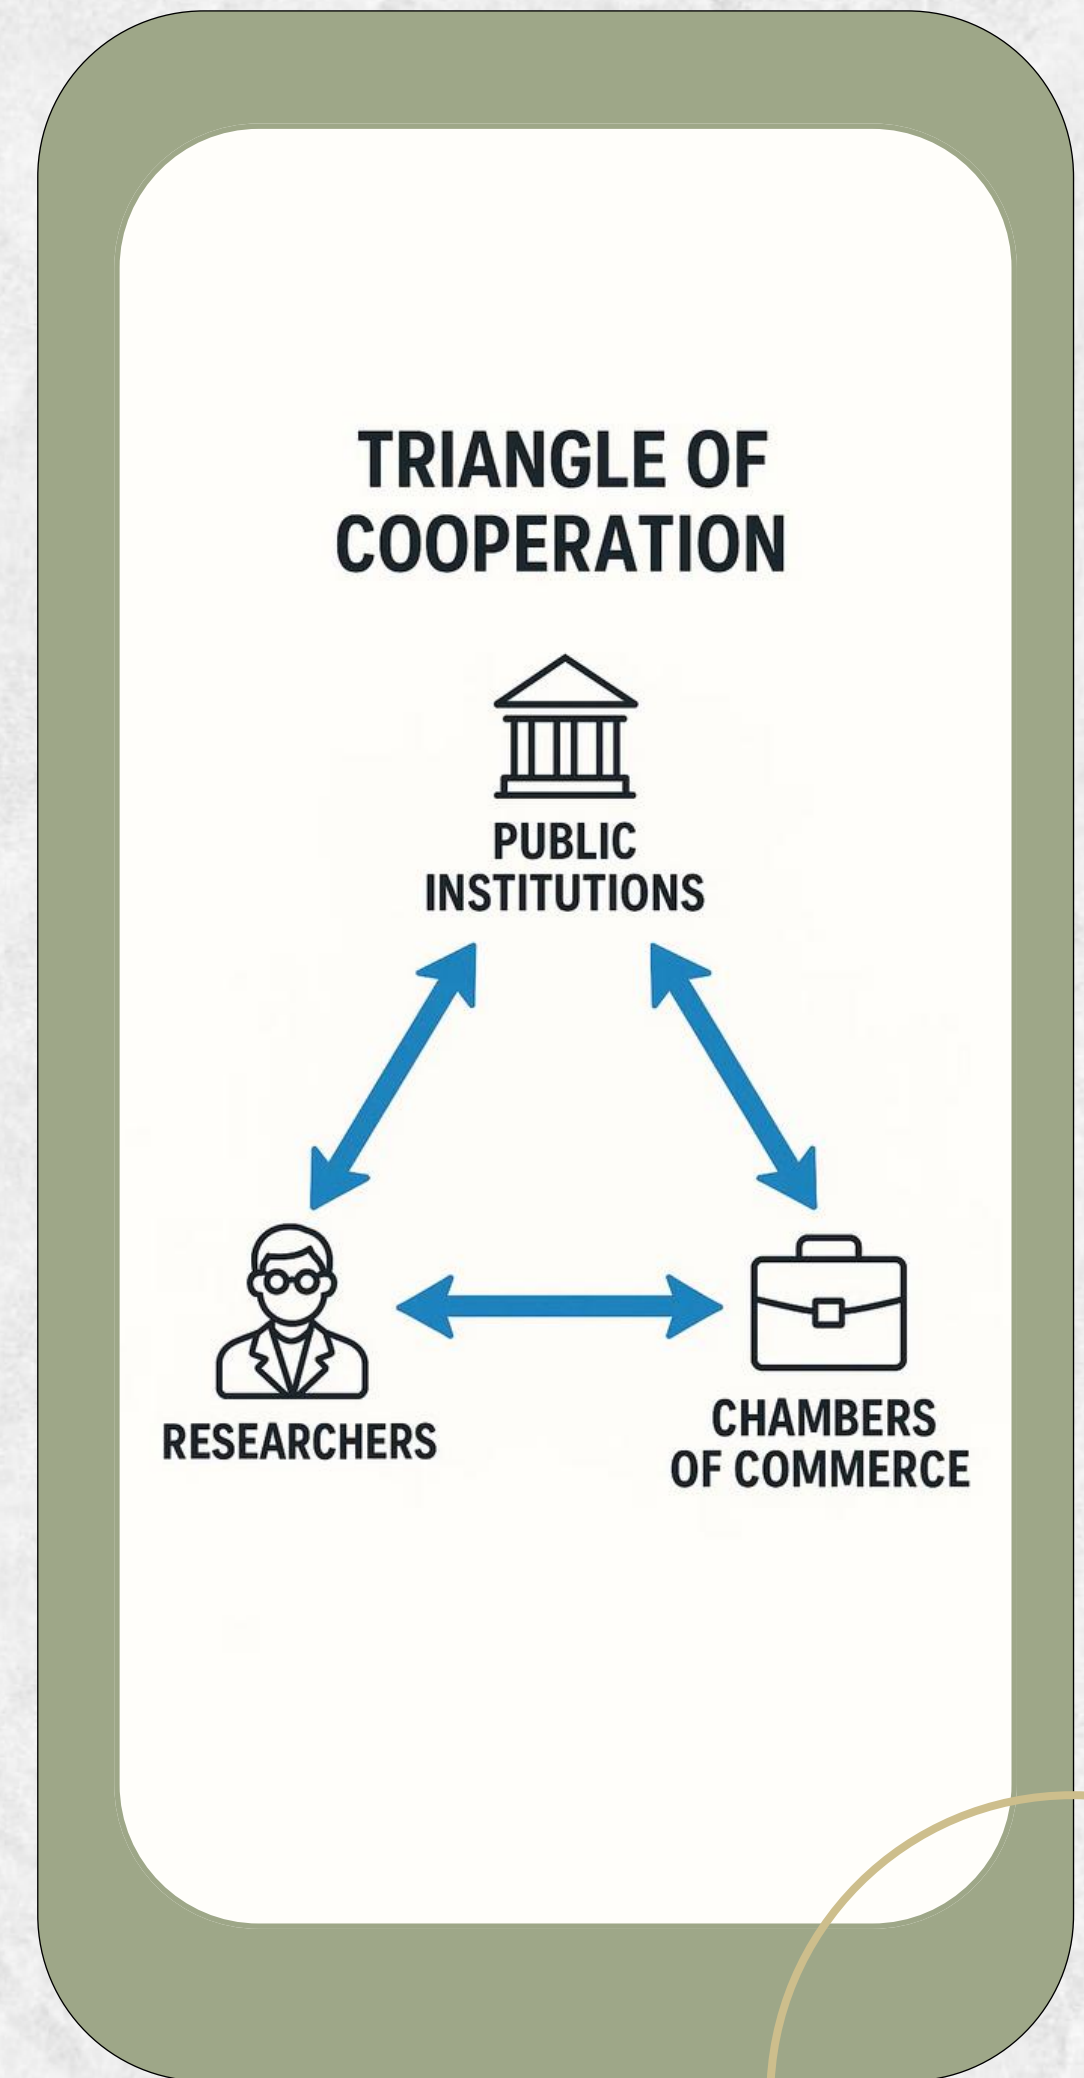 TRIANGLE OF
COOPERATION
PUBLIC
INSTITUTIONS
RESEARCHERS
CHAMBERS
OF COMMERCE